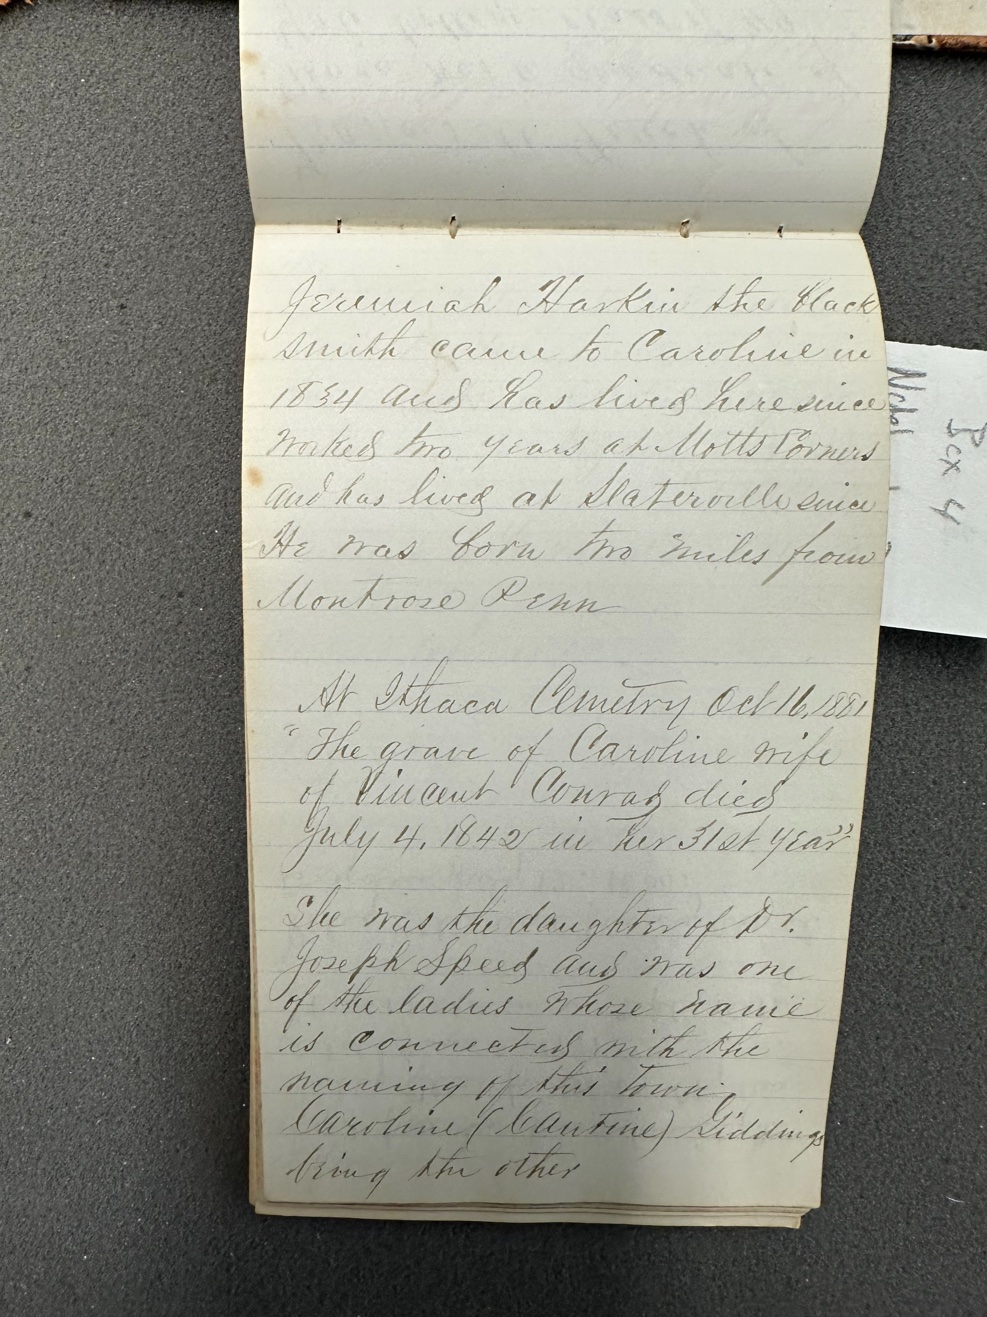 Jeremiah Harkin the black
smith came to Caroline in
1834 and has lived here since
worked two years at Motts Corners
and has lived at Slaterville since
He was born two miles from
Montrose Penn
At Ithaca Cemetry Oct 16, 1881
"The grave of Caroline wife
of Vincent Conrad died
July 4, 1842 in her 31st year"
She was the daughter of Dr.
Joseph Speed and was one
of the ladies whose name
is connected with the
naming of this town.
Caroline (Cantine) Giddings
being the other
Box 4